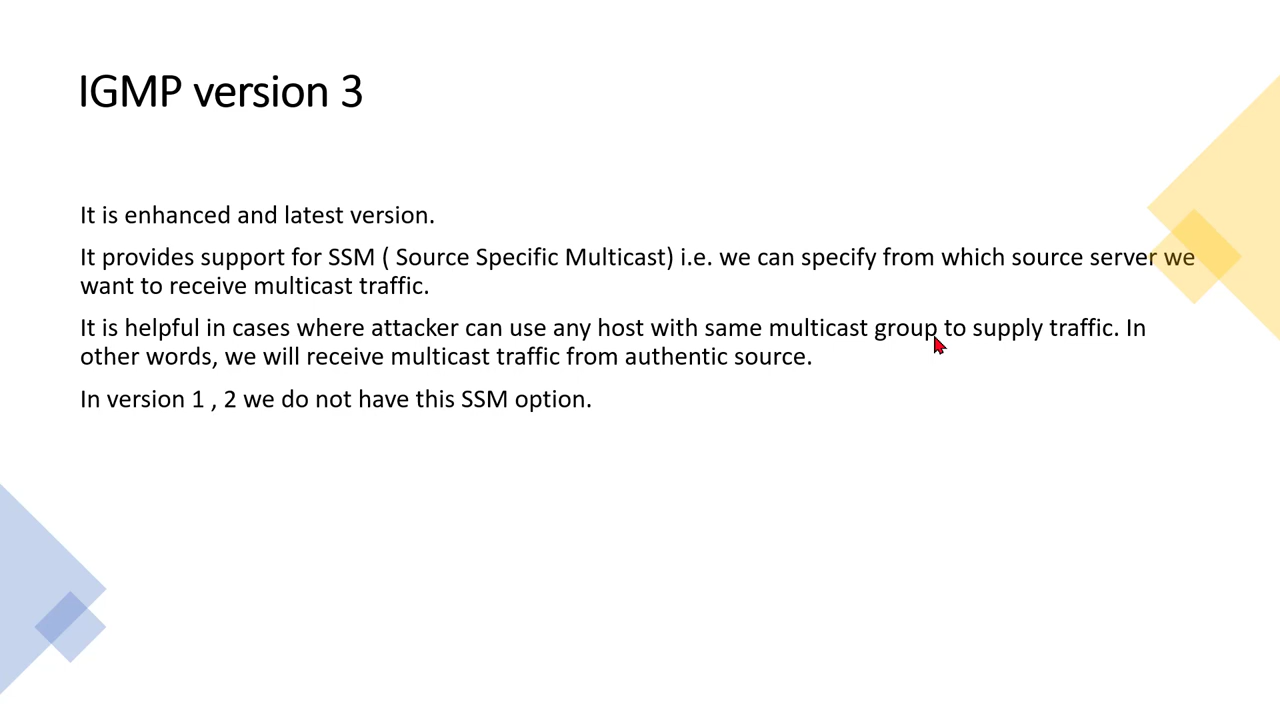 IGMP version 3
It is enhanced and latest version.
It provides support for SSM ( Source Specific Multicast) i.e. we can specify from which source server we
want to receive multicast traffic.
It is helpful in cases where attacker can use any host with same multicast group to supply traffic. In
other words, we will receive multicast traffic from authentic source.
In version 1 , 2 we do not have this SSM option.